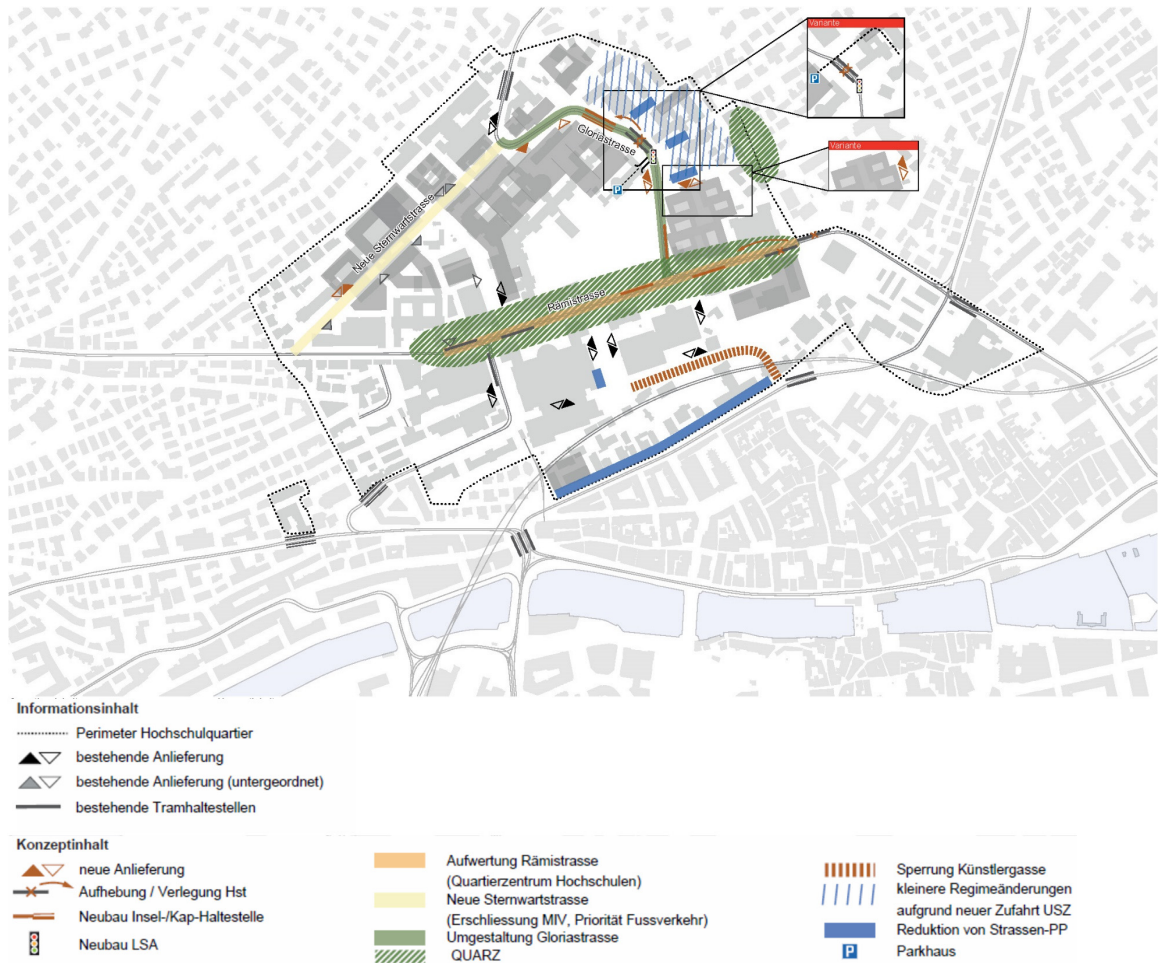 Variante
P
Gloriastrasse
Variante
P
Neue Sternwartstrasse
Rämistrasse
Informationsinhalt
Perimeter Hochschulquartier
bestehende Anlieferung
bestehende Anlieferung (untergeordnet)
bestehende Tramhaltestellen
Konzeptinhalt
neue Anlieferung
Aufhebung / Verlegung Hst
Neubau Insel-/Kap-Haltestelle
Neubau LSA
Aufwertung Rämistrasse
(Quartierzentrum Hochschulen)
Neue Sternwartstrasse
(Erschliessung MIV, Priorität Fussverkehr)
Umgestaltung Gloriastrasse
QUARZ
Sperrung Künstlergasse
kleinere Regimeänderungen
aufgrund neuer Zufahrt USZ
Reduktion von Strassen-PP
P Parkhaus